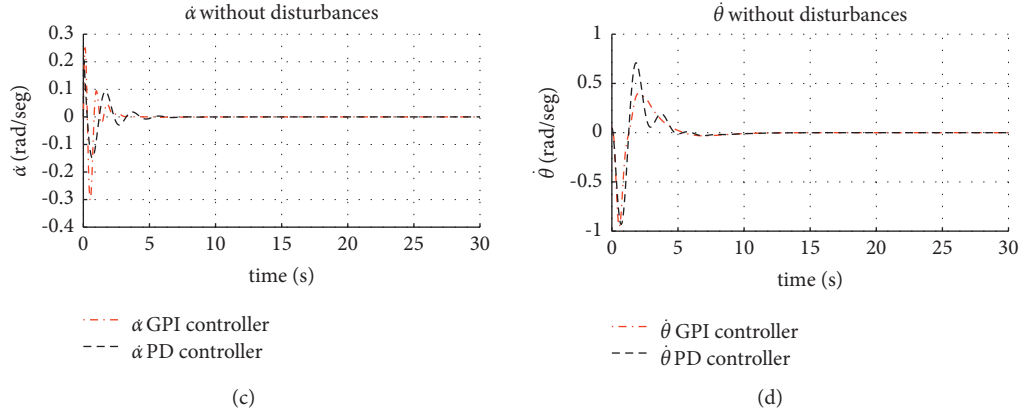 α̇ without disturbances
0.3
0.2
0.1
0
-0.1
-0.2
-0.3
-0.4
α̇ (rad/seg)
0 5 10 15 20 25 30
time (s)
α̇ GPI controller
α̇ PD controller
(c)
θ̇ without disturbances
1
0.5
0
-0.5
-1
θ̇ (rad/seg)
0 5 10 15 20 25 30
time (s)
θ̇ GPI controller
θ̇ PD controller
(d)